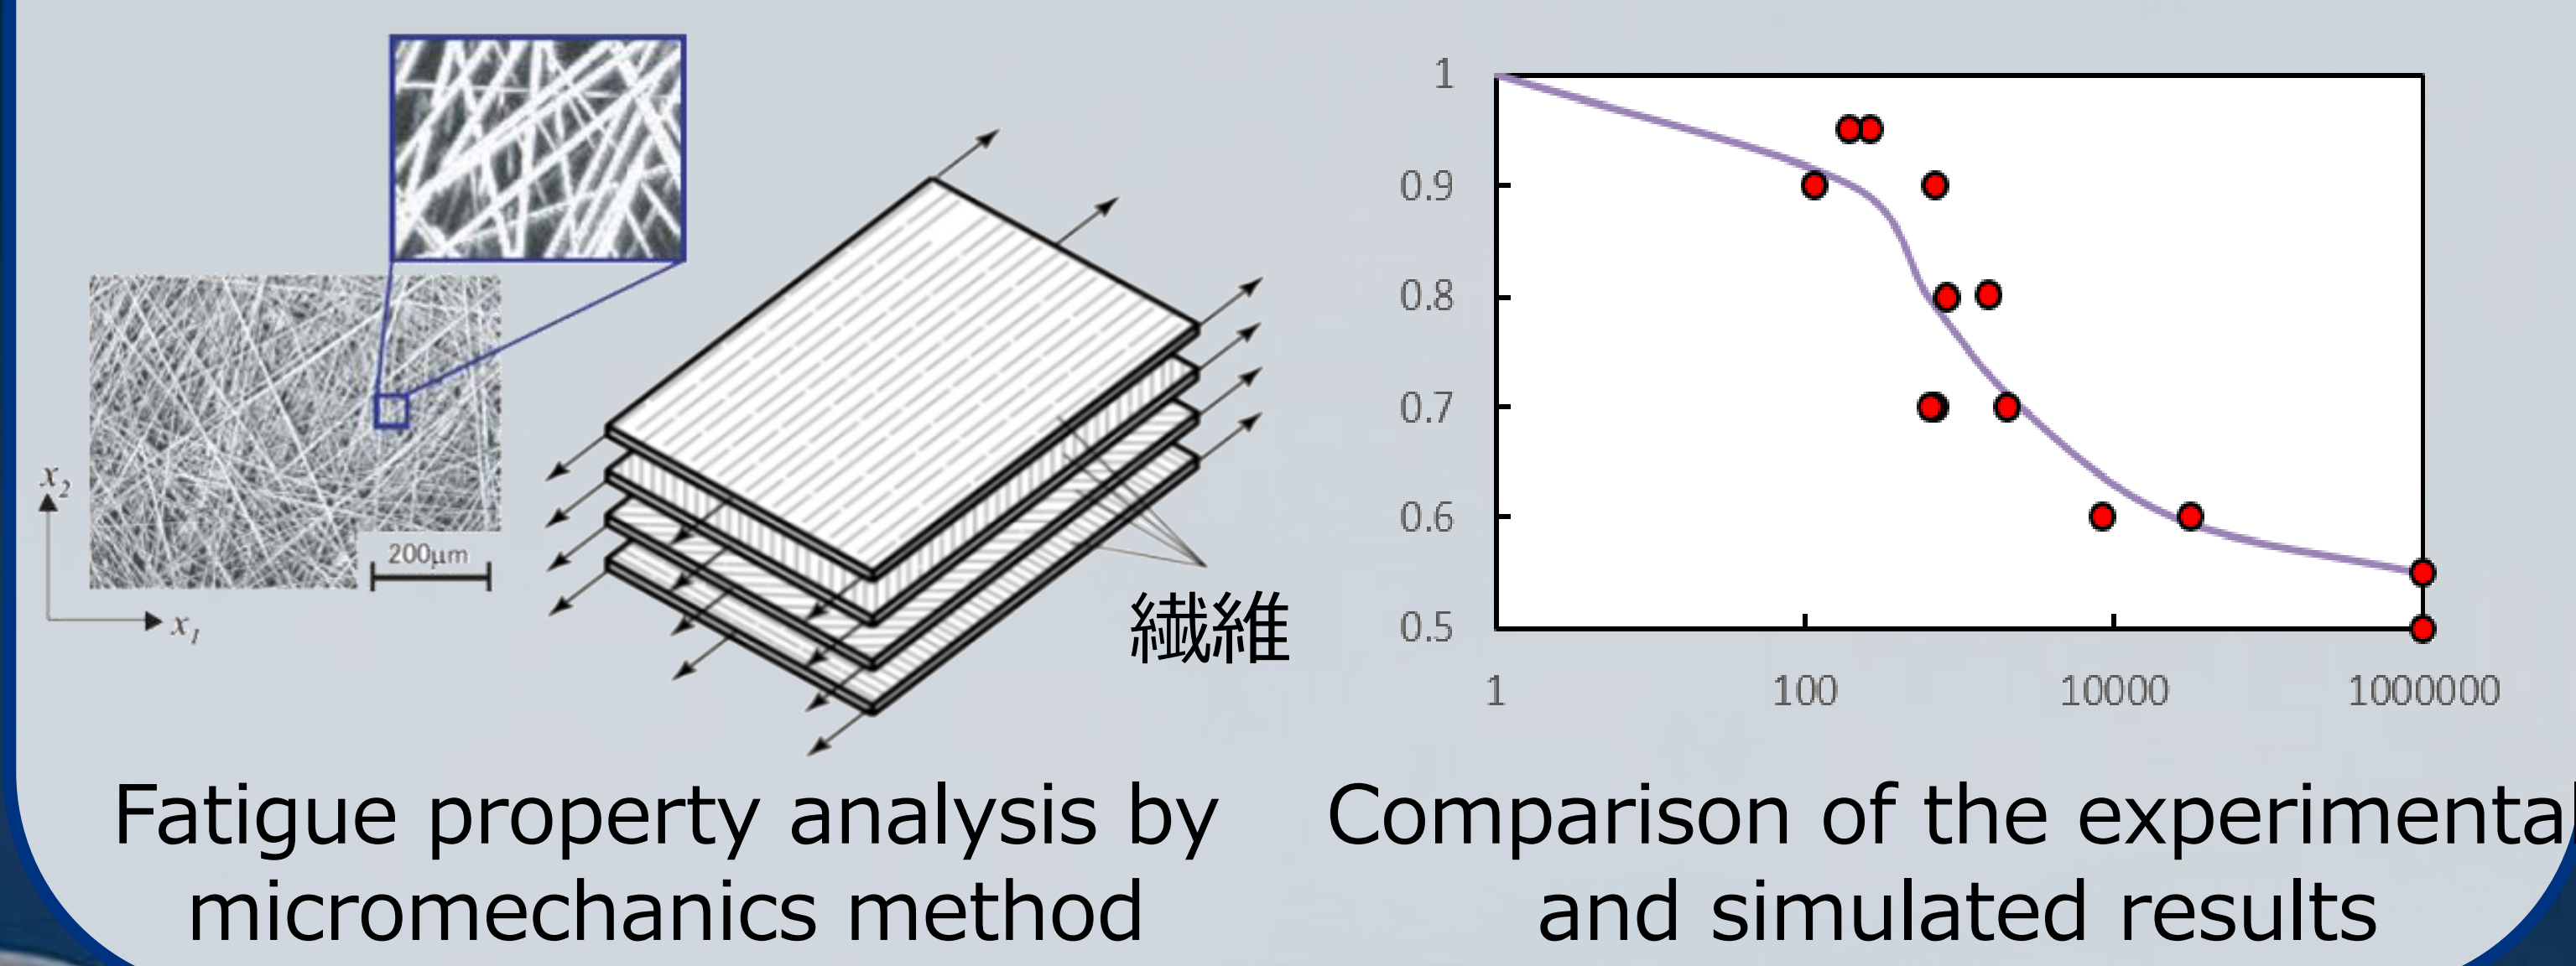 x2
200μm
x1
繊維
1
0.9
0.8
0.7
0.6
0.5
1 100 10000 1000000
Fatigue property analysis by
micromechanics method
Comparison of the experimental
and simulated results